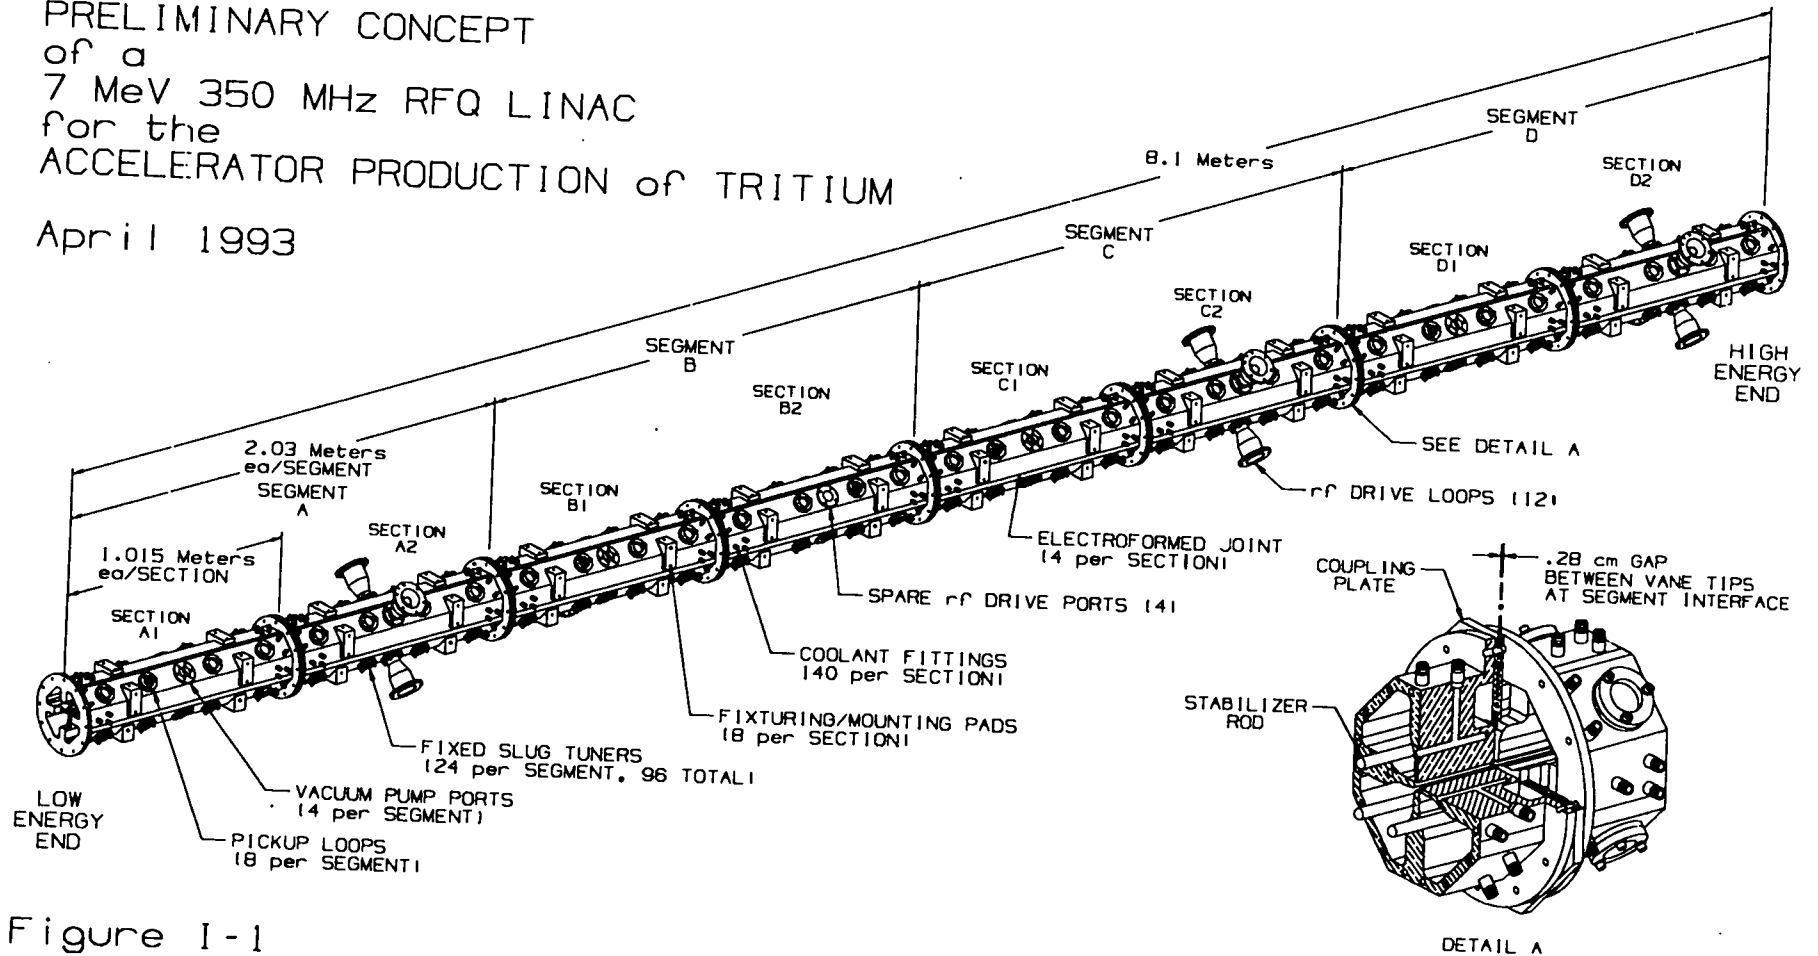 PRELIMINARY CONCEPT
of a
7 MeV 350 MHz RFQ LINAC
for the
ACCELERATOR PRODUCTION of TRITIUM
April 1993
8.1 Meters
SEGMENT
D
SECTION
D2
SEGMENT
C
SECTION
D1
SECTION
C2
SEGMENT
B
SECTION
C1
SECTION
B2
HIGH
ENERGY
END
2.03 Meters
ea/SEGMENT
SEGMENT
A
SECTION
B1
SECTION
A2
1.015 Meters
ea/SECTION
SECTION
A1
SEE DETAIL A
rf DRIVE LOOPS (12)
ELECTROFORMED JOINT
(4 per SECTION)
SPARE rf DRIVE PORTS (4)
COOLANT FITTINGS
(40 per SECTION)
FIXTURING/MOUNTING PADS
(8 per SECTION)
FIXED SLUG TUNERS
(24 per SEGMENT, 96 TOTAL)
VACUUM PUMP PORTS
(4 per SEGMENT)
PICKUP LOOPS
(8 per SEGMENT)
LOW
ENERGY
END
COUPLING
PLATE
.28 cm GAP
BETWEEN VANE TIPS
AT SEGMENT INTERFACE
STABILIZER
ROD
DETAIL A
Figure I-1